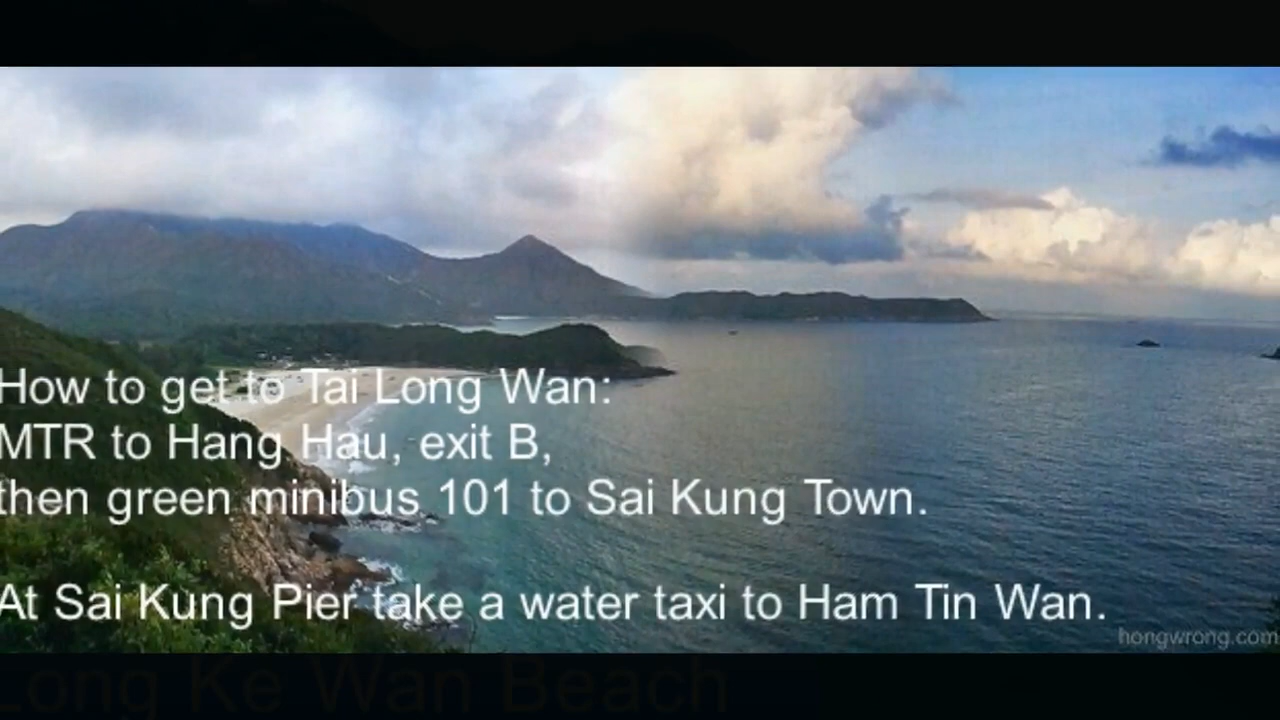 How to get to Tai Long Wan:
MTR to Hang Hau, exit B,
then green minibus 101 to Sai Kung Town.
At Sai Kung Pier take a water taxi to Ham Tin Wan.
hongwrong.com
Long Ke Wan Beach